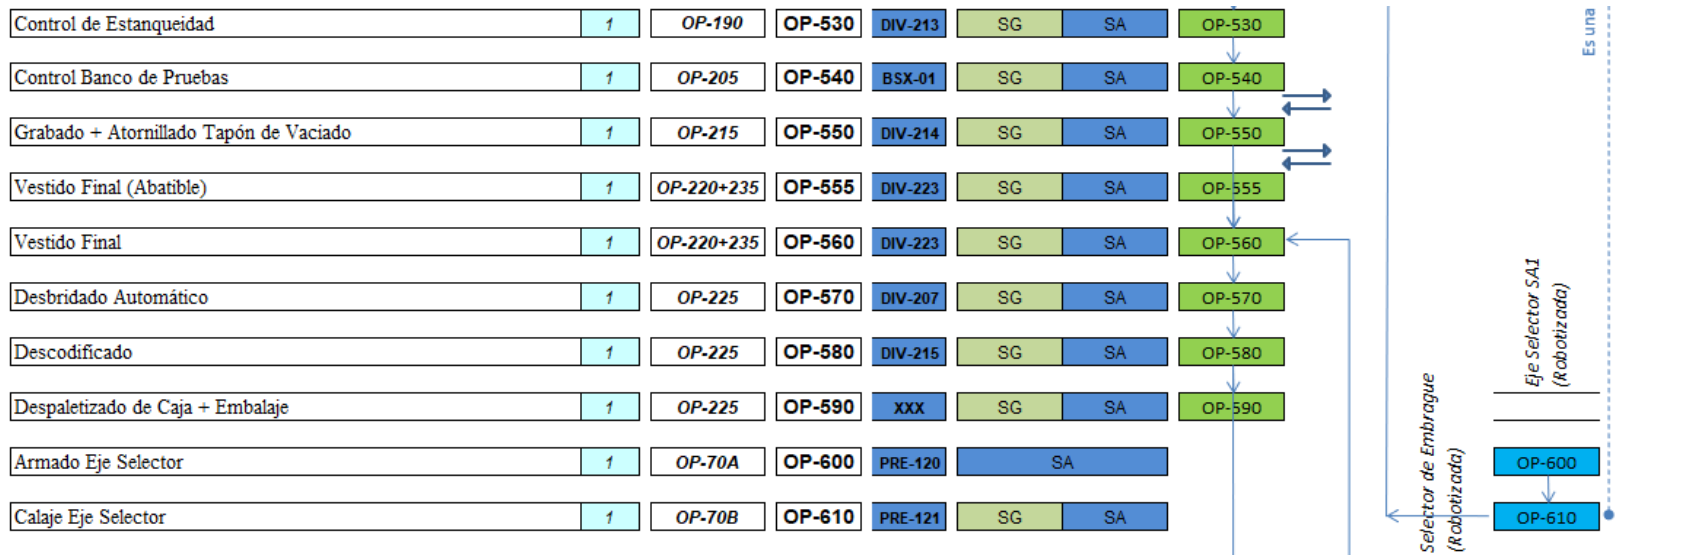 Control de Estanqueidad 1 OP-190 OP-530 DIV-213 SG SA OP-530
Es una
Control Banco de Pruebas 1 OP-205 OP-540 BSX-01 SG SA OP-540
Grabado + Atornillado Tapón de Vaciado 1 OP-215 OP-550 DIV-214 SG SA OP-550
Vestido Final (Abatible) 1 OP-220+235 OP-555 DIV-223 SG SA OP-555
Vestido Final 1 OP-220+235 OP-560 DIV-223 SG SA OP-560
Desbridado Automático 1 OP-225 OP-570 DIV-207 SG SA OP-570
Eje Selector SA1
(Robotizada)
Descodificado 1 OP-225 OP-580 DIV-215 SG SA OP-580
Despaletizado de Caja + Embalaje 1 OP-225 OP-590 XXX SG SA OP-590
Selector de Embrague
(Robotizada)
Armado Eje Selector 1 OP-70A OP-600 PRE-120 SA OP-600
Calaje Eje Selector 1 OP-70B OP-610 PRE-121 SG SA OP-610